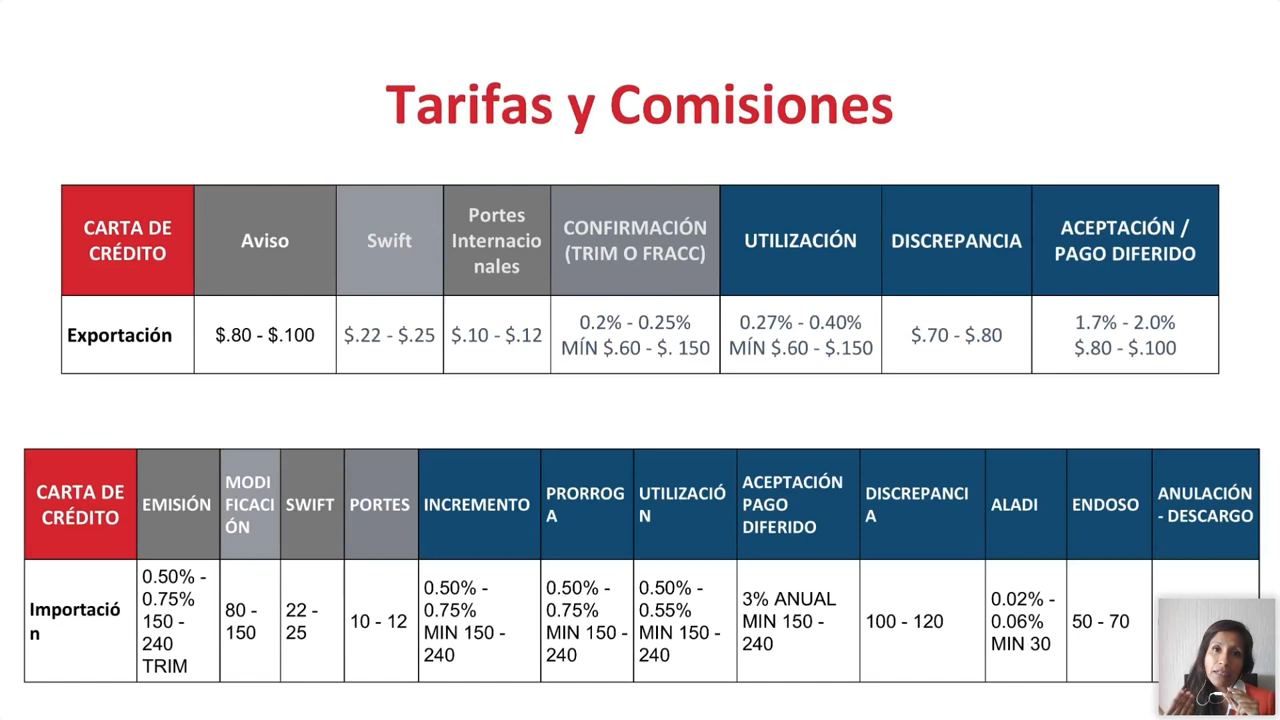 Tarifas y Comisiones
CARTA DE
CRÉDITO
Aviso
Swift
Portes
Internacio
nales
CONFIRMACIÓN
(TRIM O FRACC)
UTILIZACIÓN
DISCREPANCIA
ACEPTACIÓN /
PAGO DIFERIDO
Exportación
$.80 - $.100
$.22 - $.25
$.10 - $.12
0.2% - 0.25%
MÍN $.60 - $. 150
0.27% - 0.40%
MÍN $.60 - $.150
$.70 - $.80
1.7% - 2.0%
$.80 - $.100
CARTA DE
CRÉDITO
EMISIÓN
MODI
FICACI
ÓN
SWIFT
PORTES
INCREMENTO
PRORROG
A
UTILIZACIÓ
N
ACEPTACIÓN
PAGO
DIFERIDO
DISCREPANCI
A
ALADI
ENDOSO
ANULACIÓN
- DESCARGO
Importació
n
0.50% -
0.75%
150 -
240
TRIM
80 -
150
22 -
25
10 - 12
0.50% -
0.75%
MIN 150 -
240
0.50% -
0.75%
MIN 150 -
240
0.50% -
0.55%
MIN 150 -
240
3% ANUAL
MIN 150 -
240
100 - 120
0.02% -
0.06%
MIN 30
50 - 70